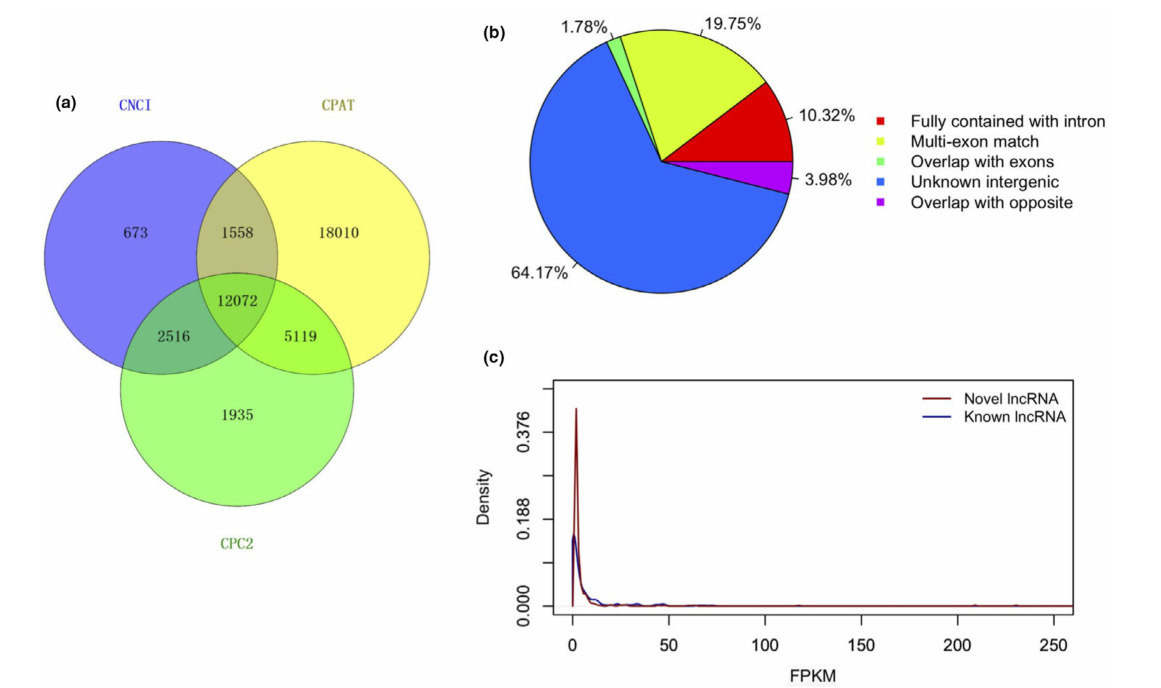 (a)
CNCI
CPAT
673
1558
18010
12072
2516
5119
1935
CPC2
(b)
1.78%
19.75%
10.32%
3.98%
64.17%
Fully contained with intron
Multi-exon match
Overlap with exons
Unknown intergenic
Overlap with opposite
(c)
Novel lncRNA
Known lncRNA
Density
0.376
0.188
0.000
0 50 100 150 200 250
FPKM